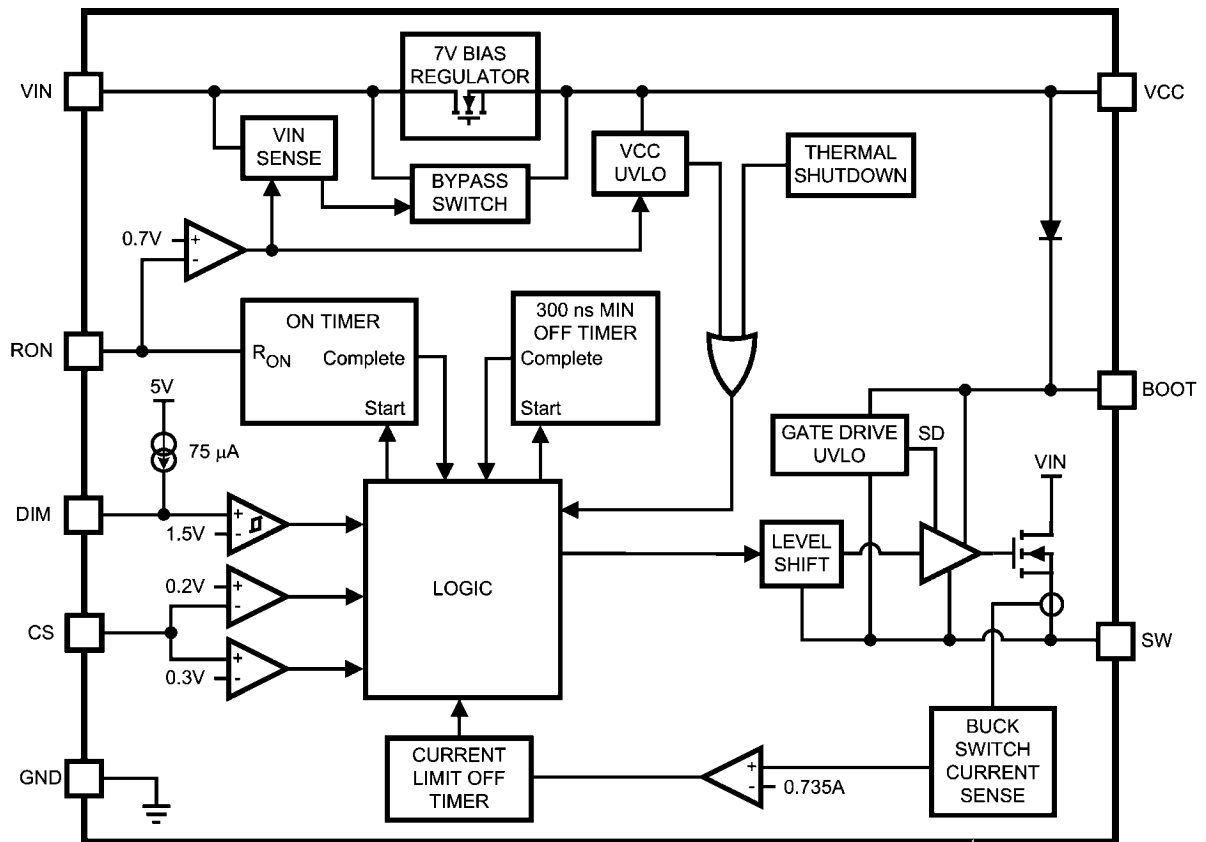 7V BIAS
REGULATOR
VIN
VCC
VIN
SENSE
BYPASS
SWITCH
VCC
UVLO
THERMAL
SHUTDOWN
0.7V
+
-
ON TIMER
RON
Complete
Start
300 ns MIN
OFF TIMER
Complete
Start
RON
5V
75 μA
BOOT
GATE DRIVE
UVLO
SD
VIN
DIM
+
1.5V
-
LEVEL
SHIFT
LOGIC
0.2V
+
-
CS
+
0.3V
-
SW
GND
CURRENT
LIMIT OFF
TIMER
+
-
0.735A
BUCK
SWITCH
CURRENT
SENSE